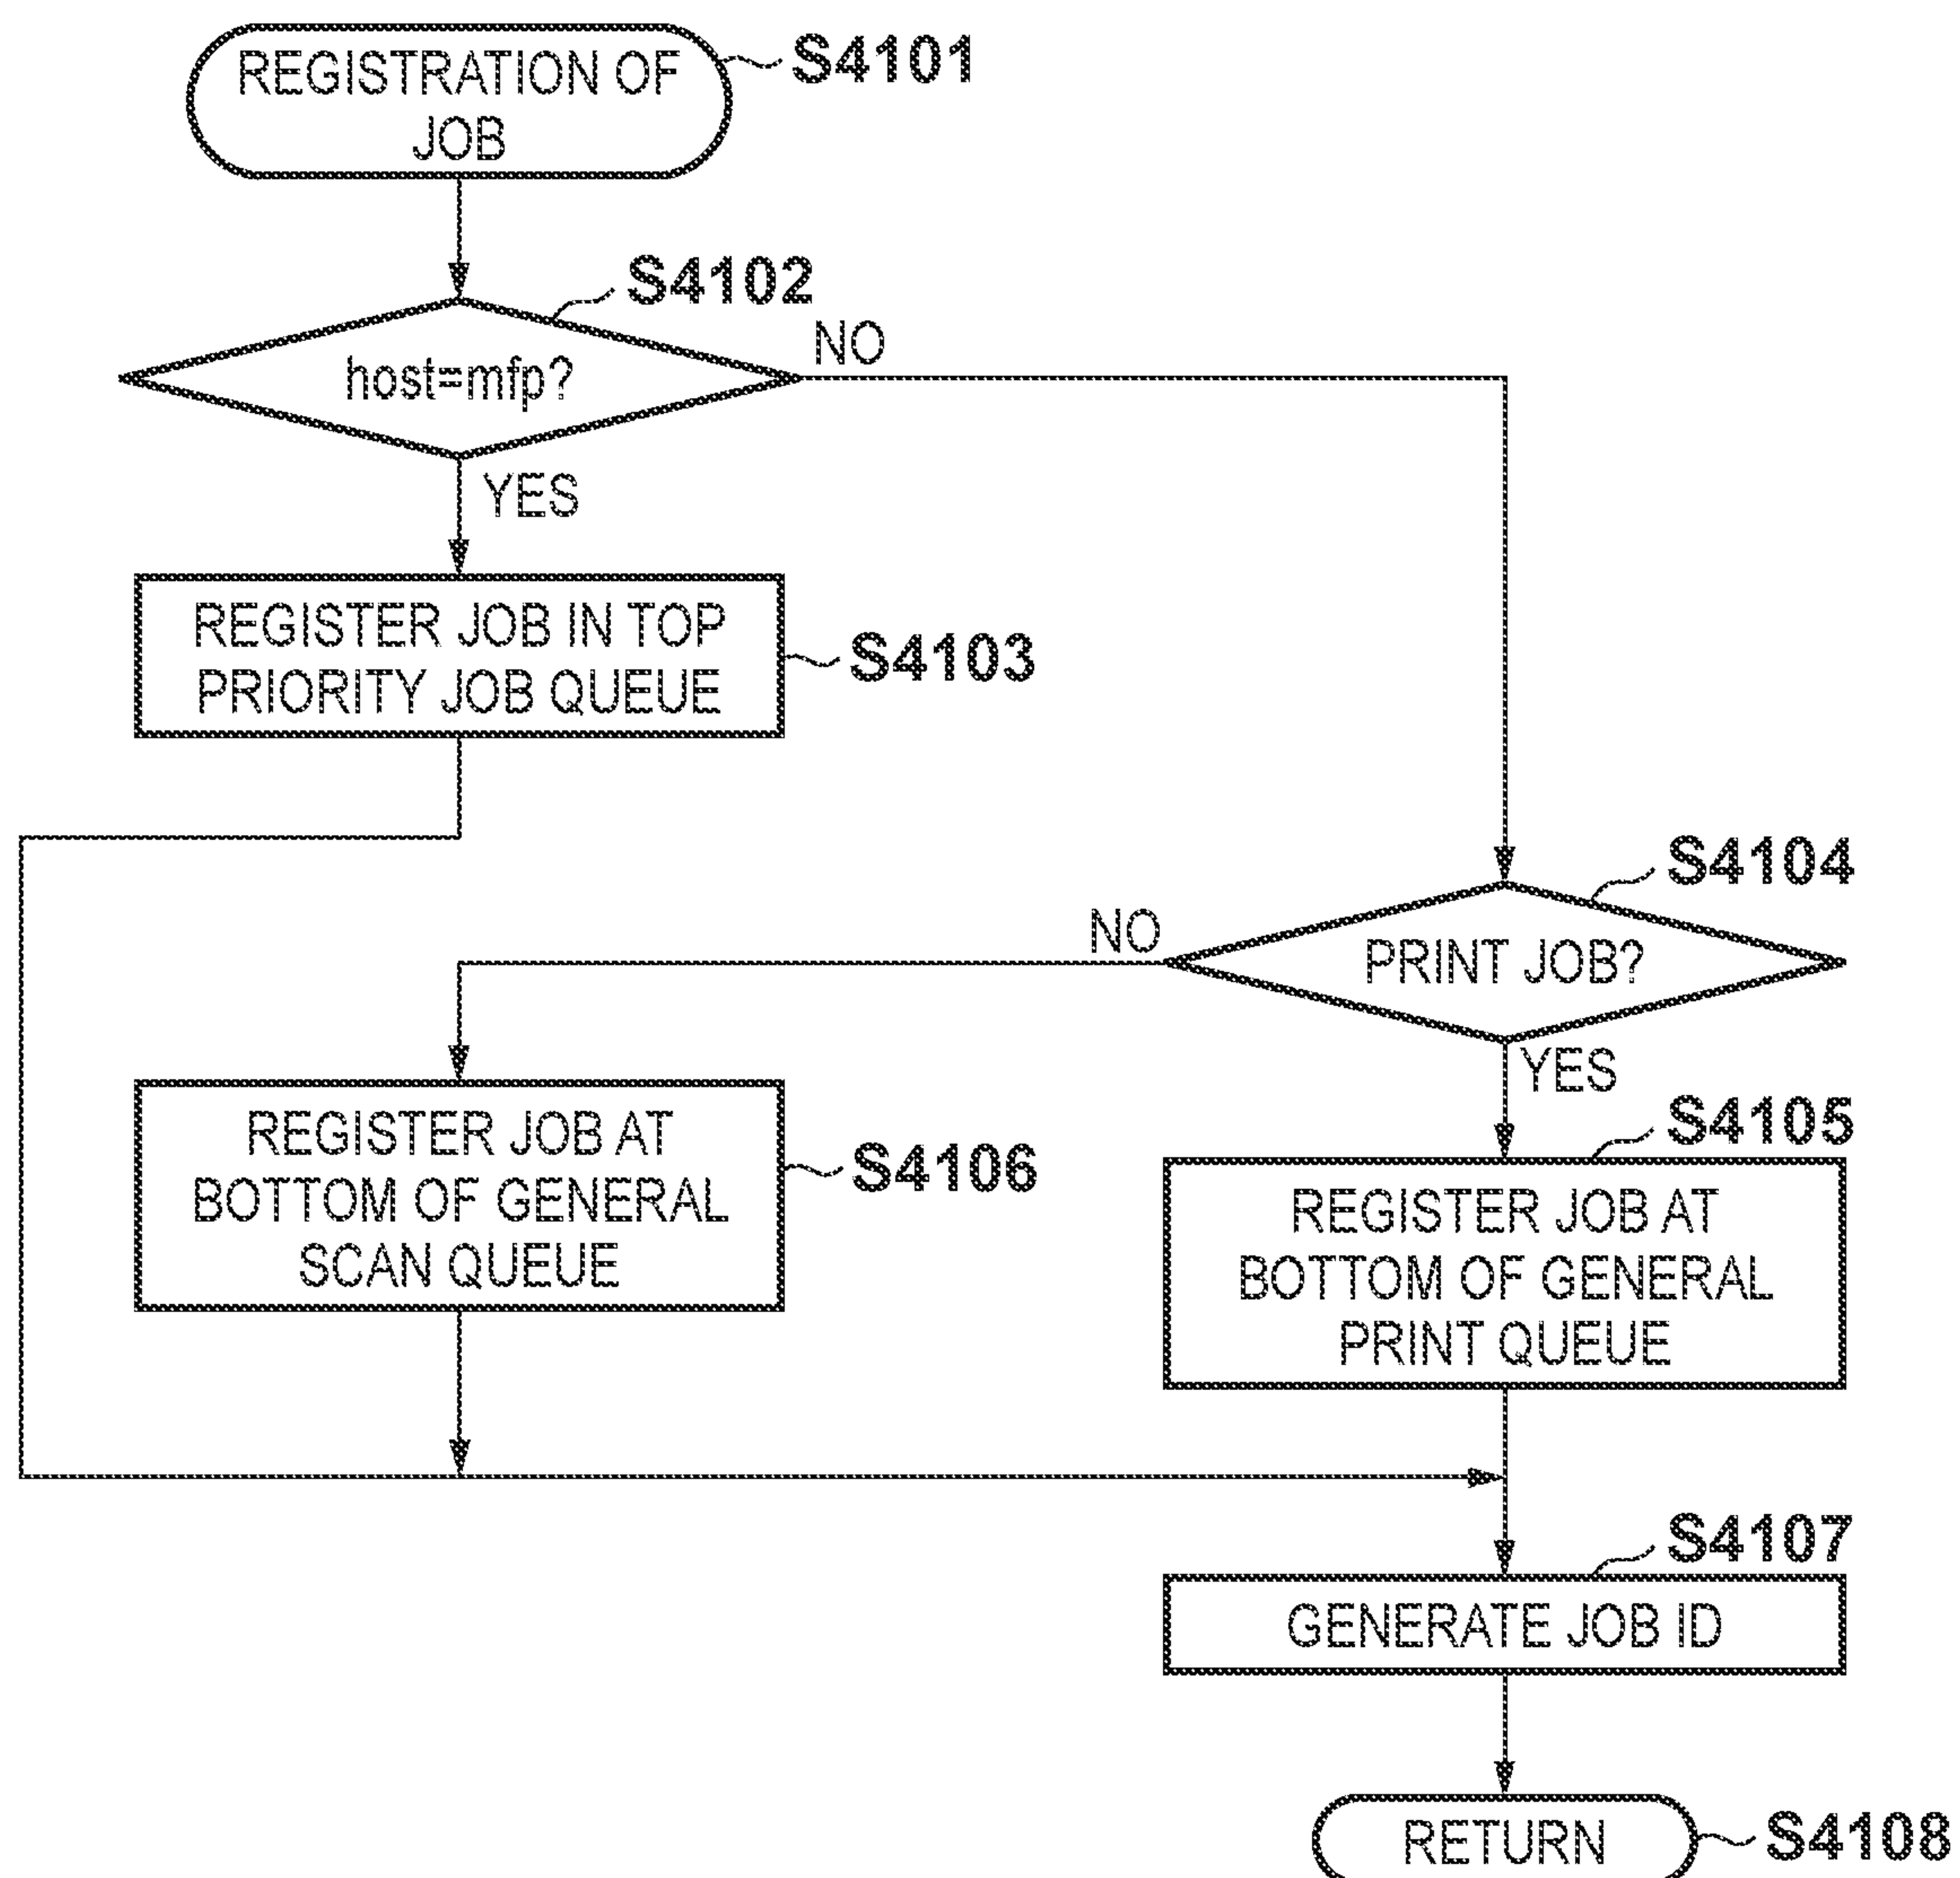 REGISTRATION OF
JOB
S4101
S4102
host=mfp?
NO
YES
REGISTER JOB IN TOP
PRIORITY JOB QUEUE
S4103
S4104
PRINT JOB?
NO
YES
S4105
REGISTER JOB AT
BOTTOM OF GENERAL
SCAN QUEUE
S4106
REGISTER JOB AT
BOTTOM OF GENERAL
PRINT QUEUE
S4107
GENERATE JOB ID
RETURN
S4108